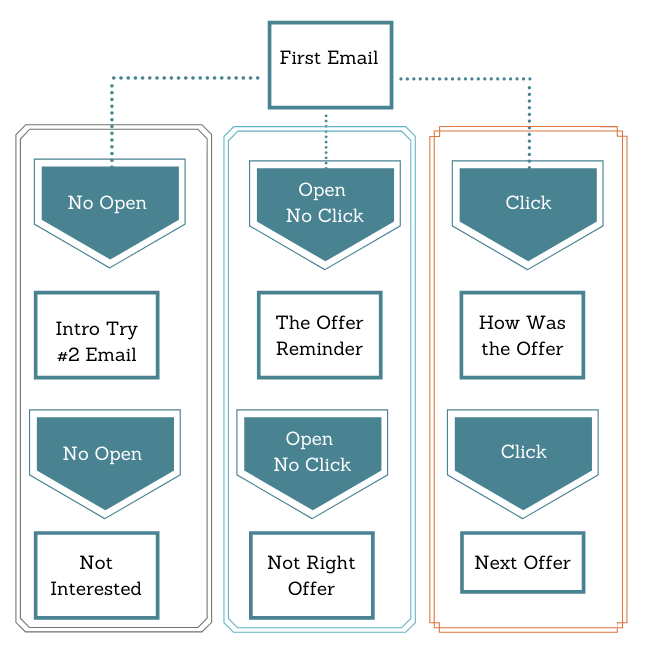 First Email
No Open
Intro Try
#2 Email
No Open
Not
Interested
Open
No Click
The Offer
Reminder
Open
No Click
Not Right
Offer
Click
How Was
the Offer
Click
Next Offer